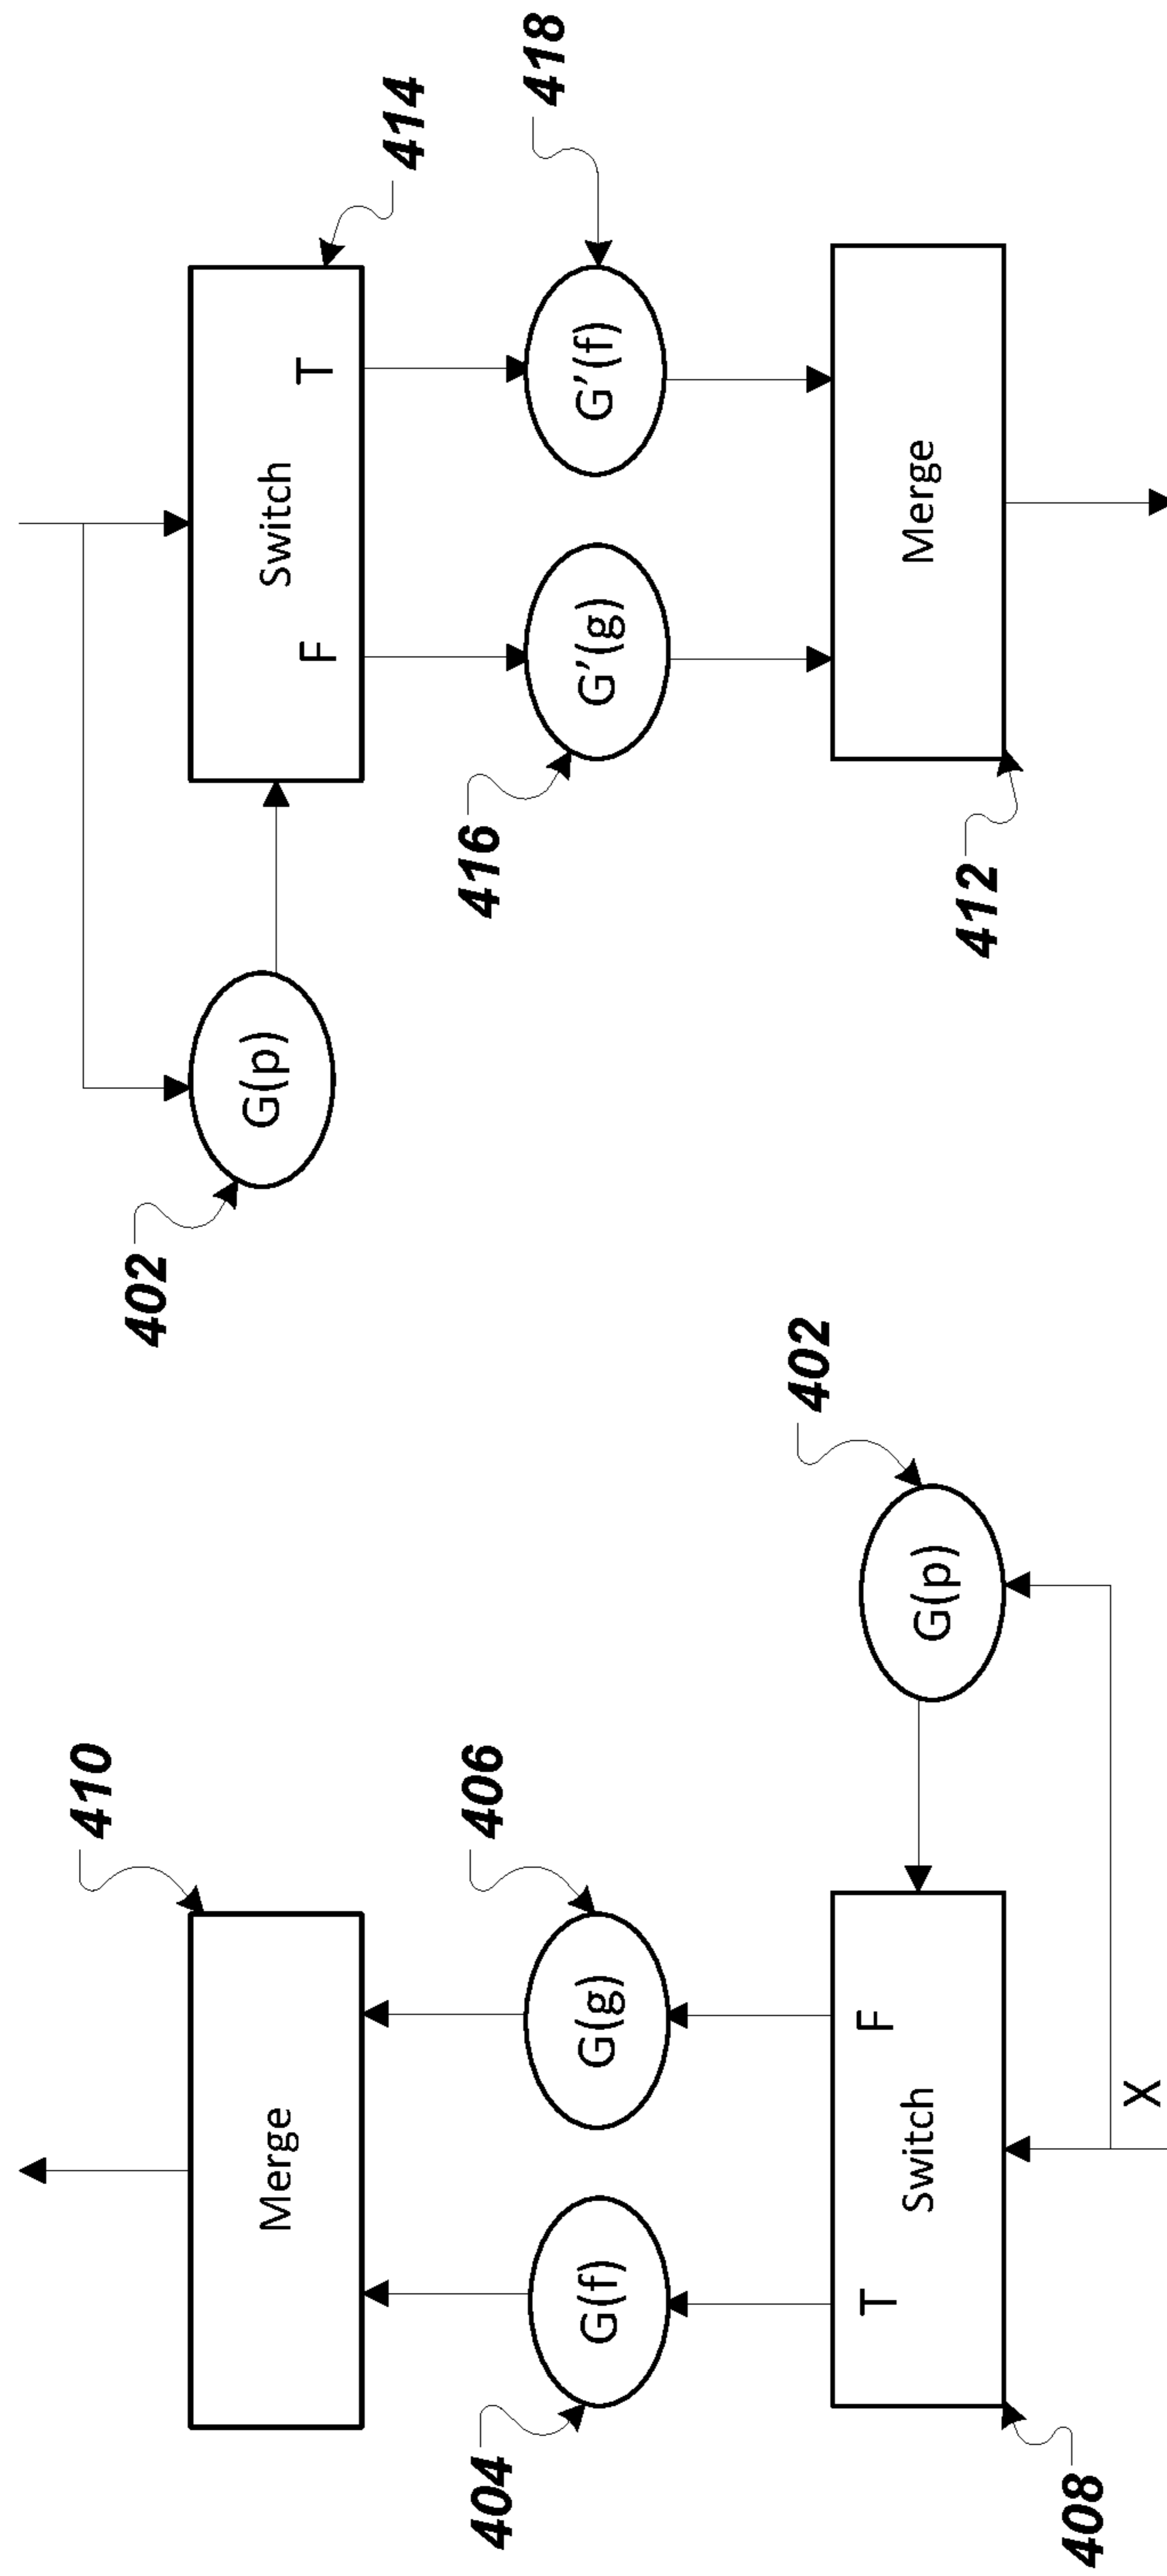 410
Merge
404
G(f)
G(g)
406
T
F
Switch
408
G(p)
402
X
402
G(p)
Switch
414
F
T
416
G'(g)
G'(f)
418
Merge
412